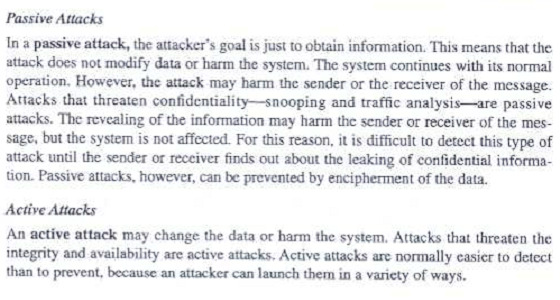 Passive Attacks
In a passive attack, the attacker's goal is just to obtain information. This means that the
attack does not modify data or harm the system. The system continues with its normal
operation. However, the attack may harm the sender or the receiver of the message.
Attacks that threaten confidentiality—snooping and traffic analysis—are passive
attacks. The revealing of the information may harm the sender or receiver of the mes-
sage, but the system is not affected. For this reason, it is difficult to detect this type of
attack until the sender or receiver finds out about the leaking of confidential informa-
tion. Passive attacks, however, can be prevented by encipherment of the data.
Active Attacks
An active attack may change the data or harm the system. Attacks that threaten the
integrity and availability are active attacks. Active attacks are normally easier to detect
than to prevent, because an attacker can launch them in a variety of ways.